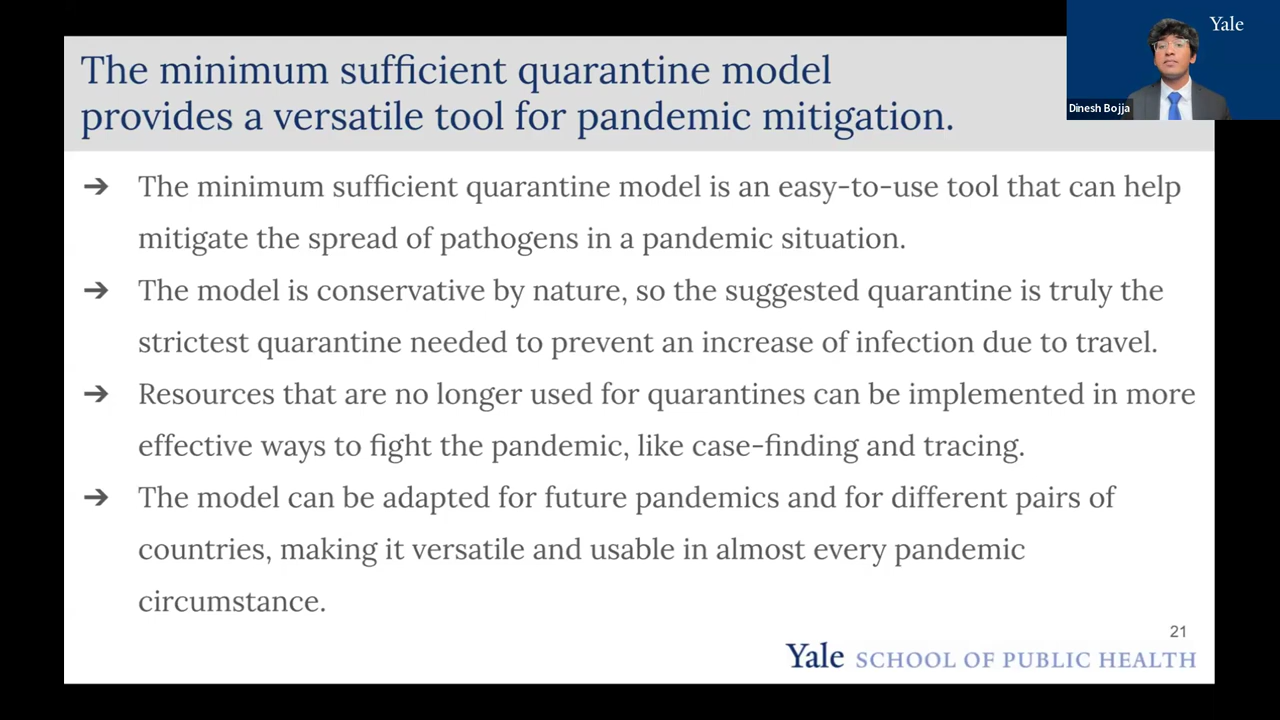 The minimum sufficient quarantine model
provides a versatile tool for pandemic mitigation.
Yale
Dinesh Bojja
➔ The minimum sufficient quarantine model is an easy-to-use tool that can help
mitigate the spread of pathogens in a pandemic situation.
➔ The model is conservative by nature, so the suggested quarantine is truly the
strictest quarantine needed to prevent an increase of infection due to travel.
➔ Resources that are no longer used for quarantines can be implemented in more
effective ways to fight the pandemic, like case-finding and tracing.
➔ The model can be adapted for future pandemics and for different pairs of
countries, making it versatile and usable in almost every pandemic
circumstance.
21
Yale SCHOOL OF PUBLIC HEALTH